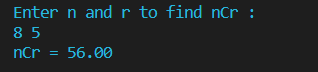 Enter n and r to find nCr :
8 5
nCr = 56.00